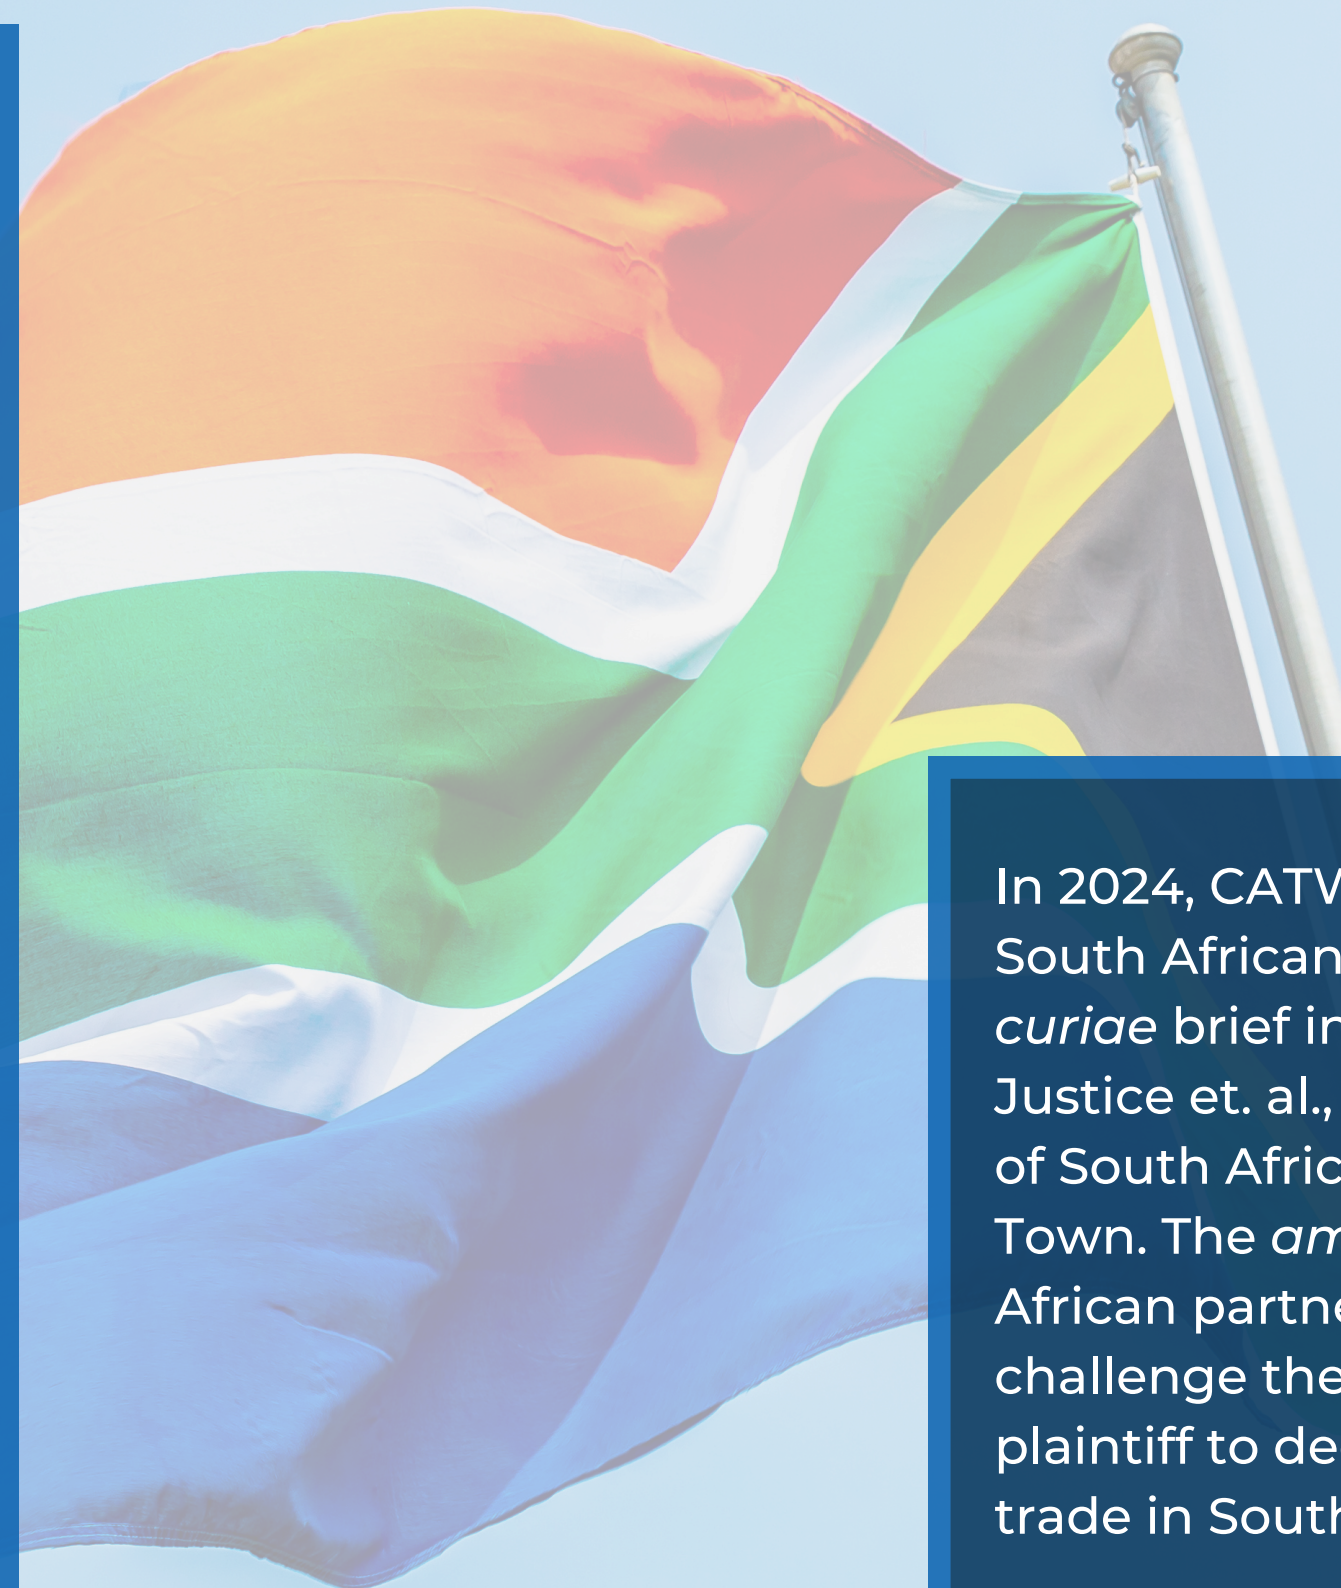 In 2024, CATW
South African
curiae brief in
Justice et. al.,
of South Afric
Town. The am
African partne
challenge the
plaintiff to de
trade in South